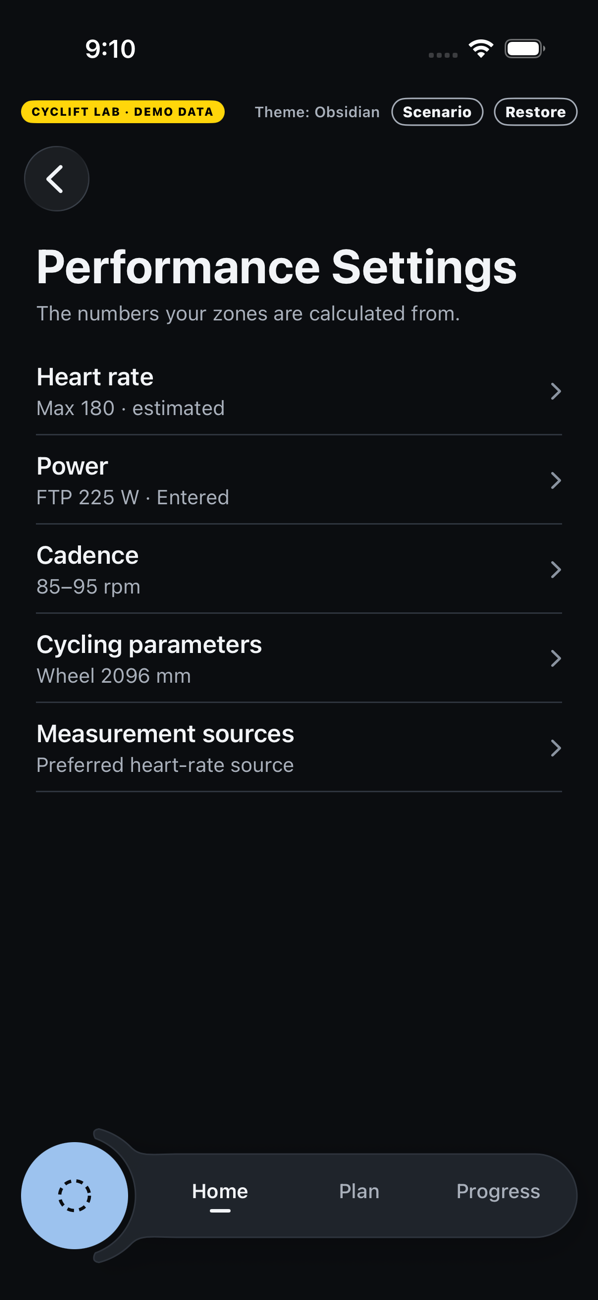 9:10
CYCLIFT LAB · DEMO DATA
Theme: Obsidian
Scenario
Restore
Performance Settings
The numbers your zones are calculated from.
Heart rate
Max 180 · estimated
Power
FTP 225 W · Entered
Cadence
85–95 rpm
Cycling parameters
Wheel 2096 mm
Measurement sources
Preferred heart-rate source
Home
Plan
Progress